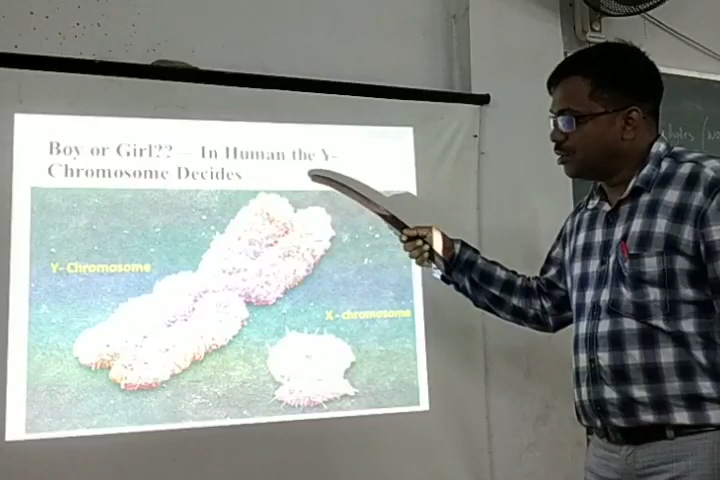 Boy or Girl?? — In Human the Y-
Chromosome Decides
Y- Chromosome
X - chromosome